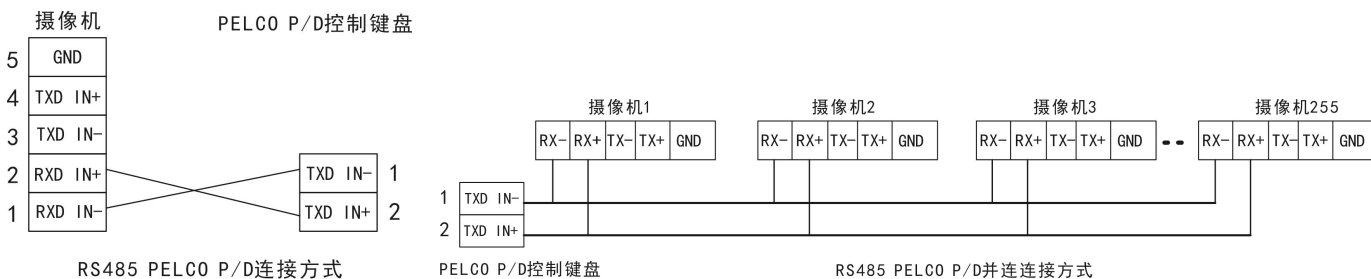 摄像机
PELCO P/D控制键盘
5 GND
4 TXD IN+
3 TXD IN-
2 RXD IN+
1 RXD IN-
TXD IN- 1
TXD IN+ 2
RS485 PELCO P/D连接方式
摄像机1
RX- RX+ TX- TX+ GND
摄像机2
RX- RX+ TX- TX+ GND
摄像机3
RX- RX+ TX- TX+ GND
摄像机255
RX- RX+ TX- TX+ GND
1 TXD IN-
2 TXD IN+
PELCO P/D控制键盘
RS485 PELCO P/D并连连接方式